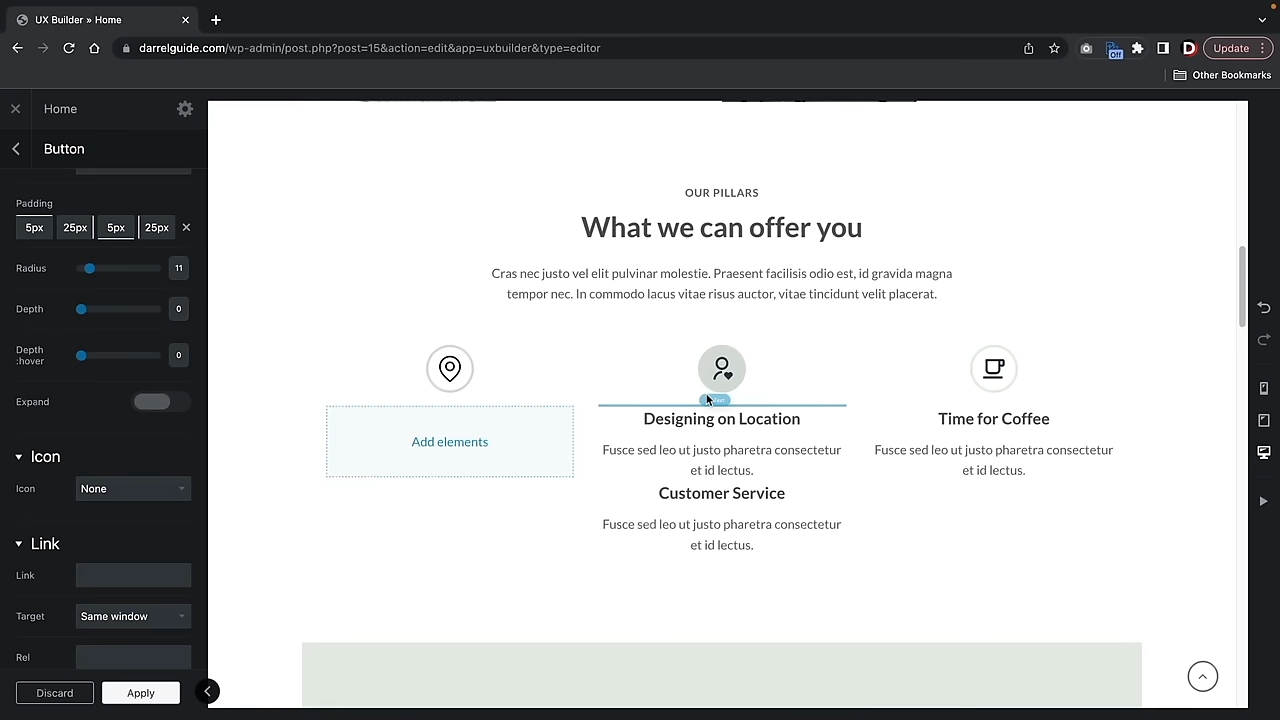 UX Builder » Home
darrelguide.com/wp-admin/post.php?post=15&action=edit&app=uxbuilder&type=editor
Off
D
Update
Other Bookmarks
Home
Button
Padding
5px
25px
5px
25px
Radius
11
Depth
0
Depth
:hover
0
Expand
Icon
Icon
None
Link
Link
Target
Same window
Rel
Discard
Apply
OUR PILLARS
What we can offer you
Cras nec justo vel elit pulvinar molestie. Praesent facilisis odio est, id gravida magna
tempor nec. In commodo lacus vitae risus auctor, vitae tincidunt velit placerat.
Add elements
Text
Designing on Location
Fusce sed leo ut justo pharetra consectetur
et id lectus.
Customer Service
Fusce sed leo ut justo pharetra consectetur
et id lectus.
Time for Coffee
Fusce sed leo ut justo pharetra consectetur
et id lectus.